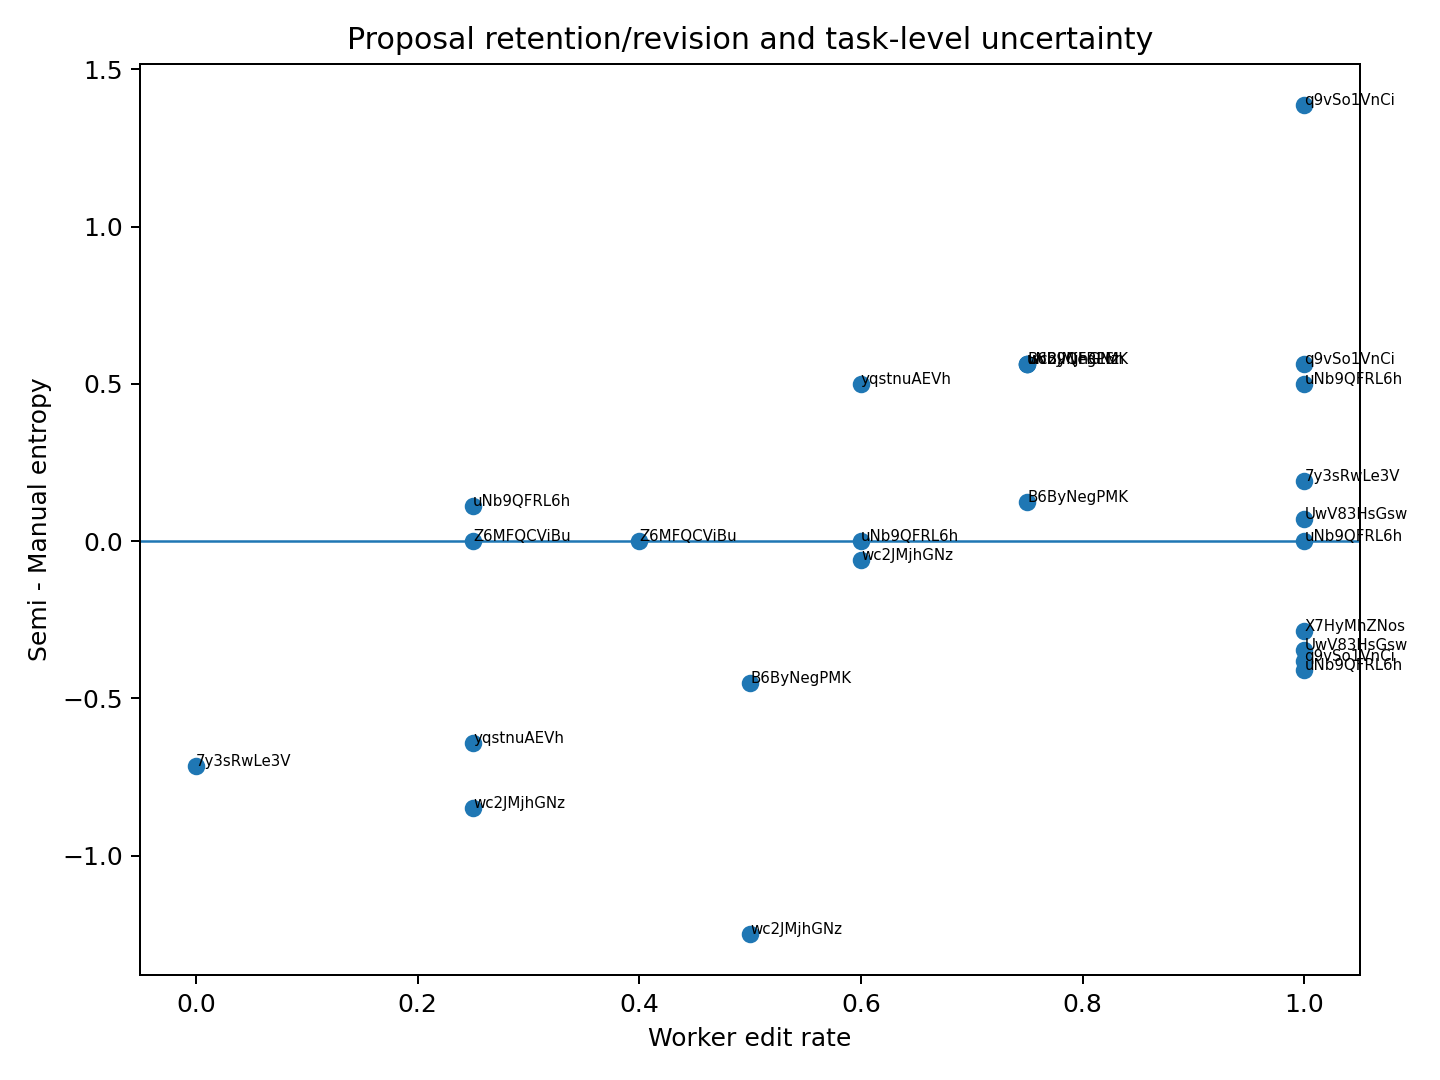 Proposal retention/revision and task-level uncertainty
1.5
q9vSo1VnCi
1.0
q9vSo1VnCi
0.5
yqstnuAEVh
uNb9QFRL6h
7y3sRwLe3V
uNb9QFRL6h
B6ByNegPMK
UwV83HsGsw
0.0
Z6MFQCViBu
Z6MFQCViBu
uNb9QFRL6h
uNb9QFRL6h
wc2JMjhGNz
X7HyMhZNos
UwV83HsGsw
q9vSo1VnCi
uNb9QFRL6h
−0.5
B6ByNegPMK
yqstnuAEVh
7y3sRwLe3V
wc2JMjhGNz
−1.0
wc2JMjhGNz
Semi - Manual entropy
0.0 0.2 0.4 0.6 0.8 1.0
Worker edit rate